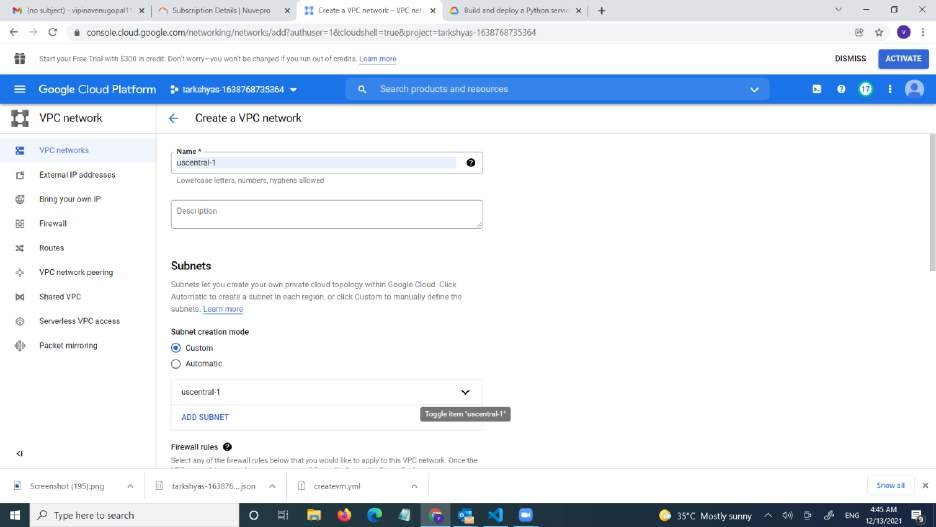 (no subject) - vipinavenugopal11
Subscription Details | Nuvepro
Create a VPC network – VPC net
Build and deploy a Python servic
console.cloud.google.com/networking/networks/add?authuser=1&cloudshell=true&project=tarkshyas-1638768735364
V
Start your Free Trial with $300 in credit. Don't worry—you won't be charged if you run out of credits. Learn more
DISMISS
ACTIVATE
Google Cloud Platform
tarkshyas-1638768735364
Search products and resources
17
VPC network
Create a VPC network
VPC networks
External IP addresses
Bring your own IP
Firewall
Routes
VPC network peering
Shared VPC
Serverless VPC access
Packet mirroring
Name *
uscentral-1
Lowercase letters, numbers, hyphens allowed
Description
Subnets
Subnets let you create your own private cloud topology within Google Cloud. Click
Automatic to create a subnet in each region, or click Custom to manually define the
subnets. Learn more
Subnet creation mode
Custom
Automatic
uscentral-1
Toggle item "uscentral-1"
ADD SUBNET
Firewall rules
Select any of the firewall rules below that you would like to apply to this VPC network. Once the
Screenshot (195).png
tarkshyas-163876....json
createvm.yml
Show all
Type here to search
35°C Mostly sunny
ENG
4:45 AM
12/13/2021
9